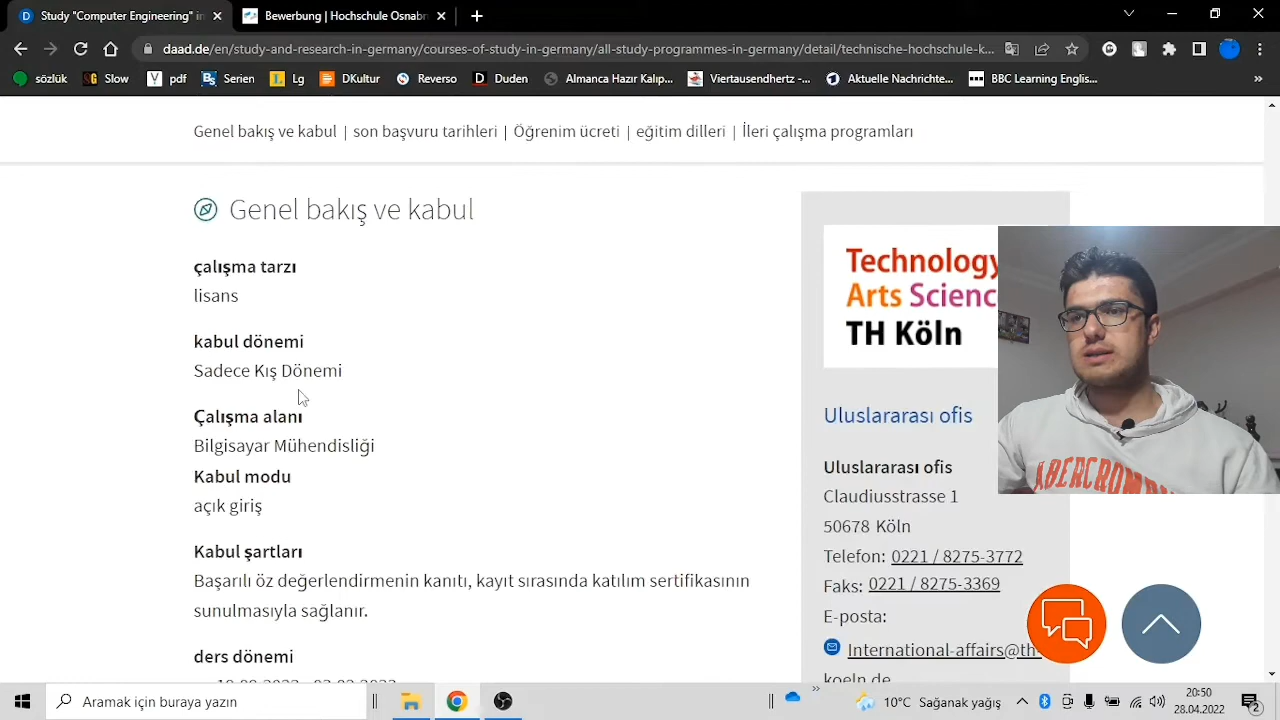 Study "Computer Engineering" in
Bewerbung | Hochschule Osnabr
daad.de/en/study-and-research-in-germany/courses-of-study-in-germany/all-study-programmes-in-germany/detail/technische-hochschule-k...
sözlük
Slow
pdf
Serien
Lg
DKultur
Reverso
Duden
Almanca Hazır Kalıp...
Viertausendhertz -...
Aktuelle Nachrichte...
BBC Learning Englis...
Genel bakış ve kabul | son başvuru tarihleri | Öğrenim ücreti | eğitim dilleri | İleri çalışma programları
Genel bakış ve kabul
çalışma tarzı
lisans
kabul dönemi
Sadece Kış Dönemi
Çalışma alanı
Bilgisayar Mühendisliği
Kabul modu
açık giriş
Kabul şartları
Başarılı öz değerlendirmenin kanıtı, kayıt sırasında katılım sertifikasının
sunulmasıyla sağlanır.
ders dönemi
Technology
Arts Scienc
TH Köln
Uluslararası ofis
Uluslararası ofis
Claudiusstrasse 1
50678 Köln
Telefon: 0221 / 8275-3772
Faks: 0221 / 8275-3369
E-posta:
International-affairs@th-
koeln.de
ABERCROM
Aramak için buraya yazın
10°C Sağanak yağış
20:50
28.04.2022
2